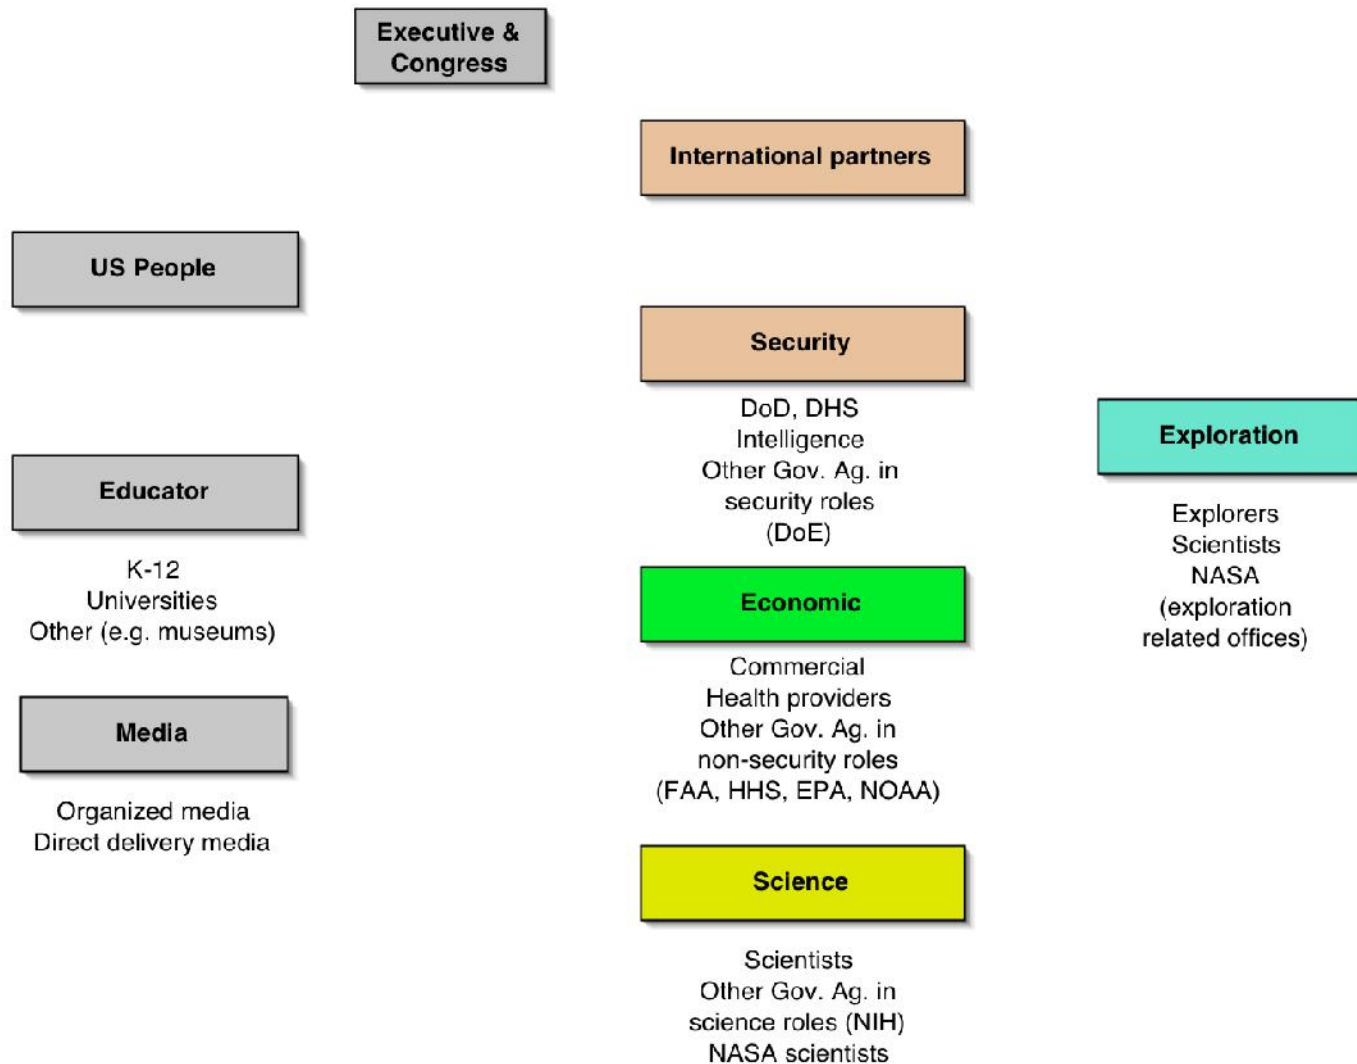 Executive &
Congress
International partners
US People
Security
DoD, DHS
Intelligence
Other Gov. Ag. in
security roles
(DoE)
Exploration
Explorers
Scientists
NASA
(exploration
related offices)
Educator
K-12
Universities
Other (e.g. museums)
Economic
Commercial
Health providers
Other Gov. Ag. in
non-security roles
(FAA, HHS, EPA, NOAA)
Media
Organized media
Direct delivery media
Science
Scientists
Other Gov. Ag. in
science roles (NIH)
NASA scientists